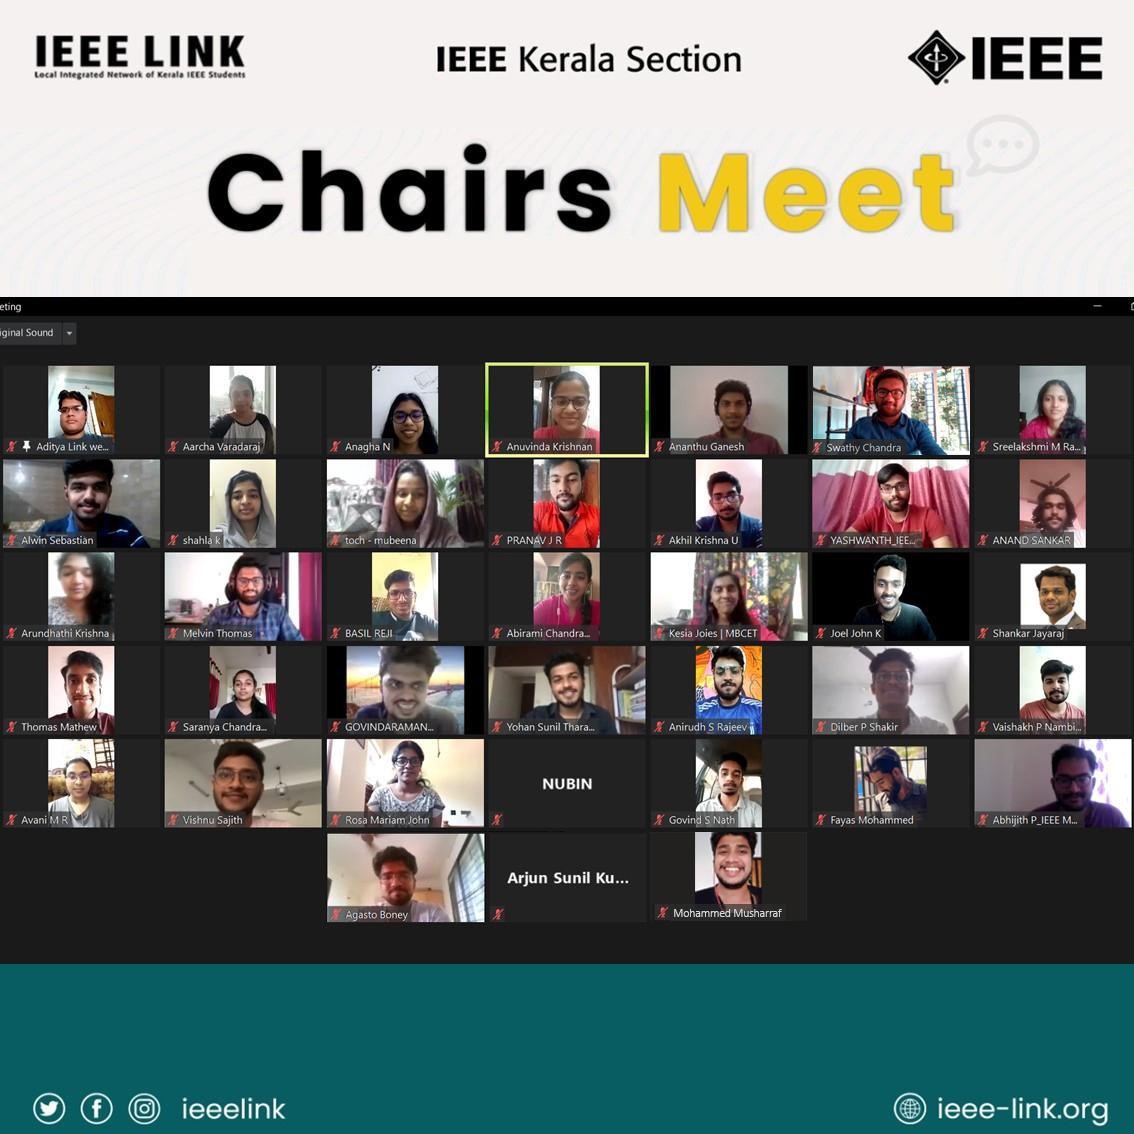 IEEE LINK
Local Integrated Network of Kerala IEEE Students
IEEE Kerala Section
IEEE
Chairs Meet
eting
iginal Sound
Aditya Link we...
Aarcha Varadaraj
Anagha N
Anuvinda Krishnan
Ananthu Ganesh
Swathy Chandra
Sreelakshmi M Ra...
Alwin Sebastian
shahla k
toch - mubeena
PRANAV J R
Akhil Krishna U
YASHWANTH_IEE...
ANAND SANKAR
Arundhathi Krishna
Melvin Thomas
BASIL REJI
Abirami Chandra...
Kesia Joies | MBCET
Joel John K
Shankar Jayaraj
Thomas Mathew
Saranya Chandra...
GOVINDARAMAN...
Yohan Sunil Thara...
Anirudh S Rajeev
Dilber P Shakir
Vaishakh P Nambi...
Avani M R
Vishnu Sajith
Rosa Mariam John
NUBIN
Govind S Nath
Fayas Mohammed
Abhijith P_IEEE M...
Agasto Boney
Arjun Sunil Ku...
Mohammed Musharraf
ieeelink
ieee-link.org